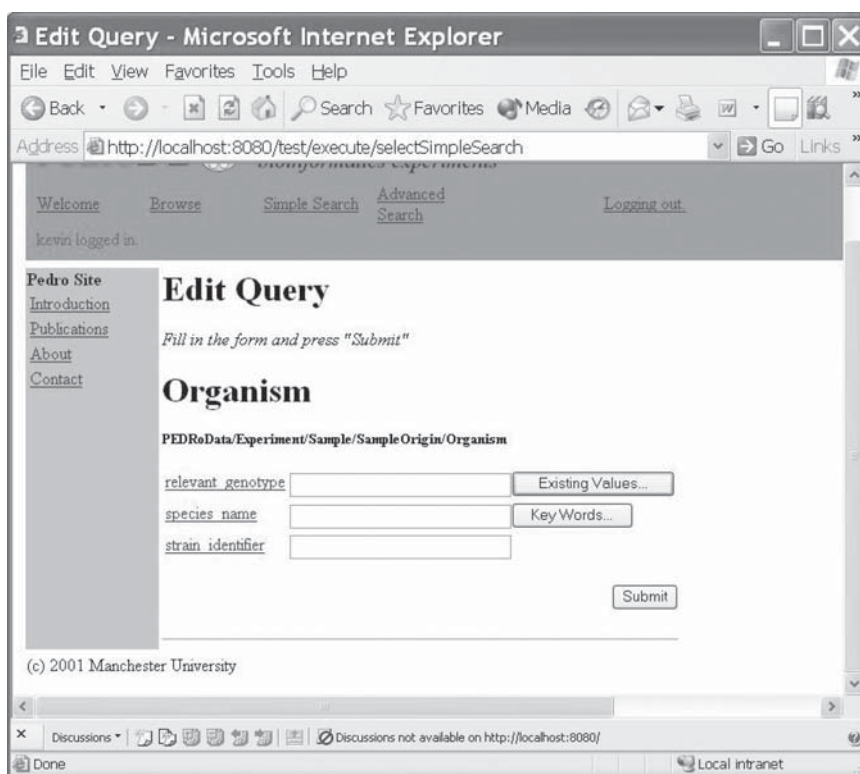 Edit Query - Microsoft Internet Explorer
File Edit View Favorites Tools Help
Back Search Favorites Media
Address http://localhost:8080/test/execute/selectSimpleSearch Go Links
bioinformatics experiments
Welcome Browse Simple Search Advanced Search Logging out
kevin logged in.
Pedro Site
Introduction
Publications
About
Contact
Edit Query
Fill in the form and press "Submit"
Organism
PEDRoData/Experiment/Sample/SampleOrigin/Organism
relevant_genotype Existing Values...
species_name Key Words...
strain_identifier
Submit
(c) 2001 Manchester University
Discussions Discussions not available on http://localhost:8080/
Done Local intranet